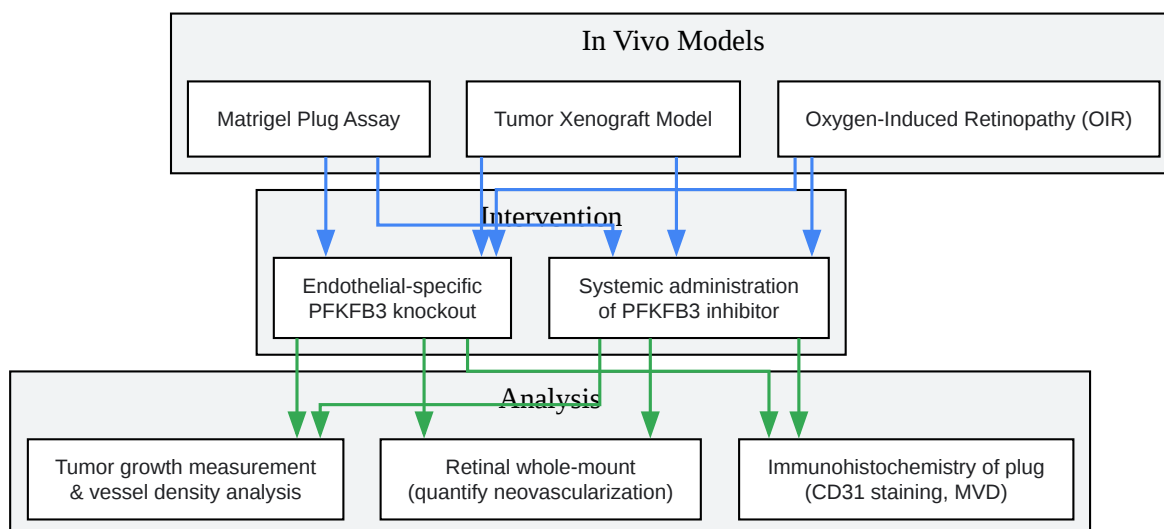 In Vivo Models
Matrigel Plug Assay
Tumor Xenograft Model
Oxygen-Induced Retinopathy (OIR)
Intervention
Endothelial-specific
PFKFB3 knockout
Systemic administration
of PFKFB3 inhibitor
Analysis
Tumor growth measurement
& vessel density analysis
Retinal whole-mount
(quantify neovascularization)
Immunohistochemistry of plug
(CD31 staining, MVD)